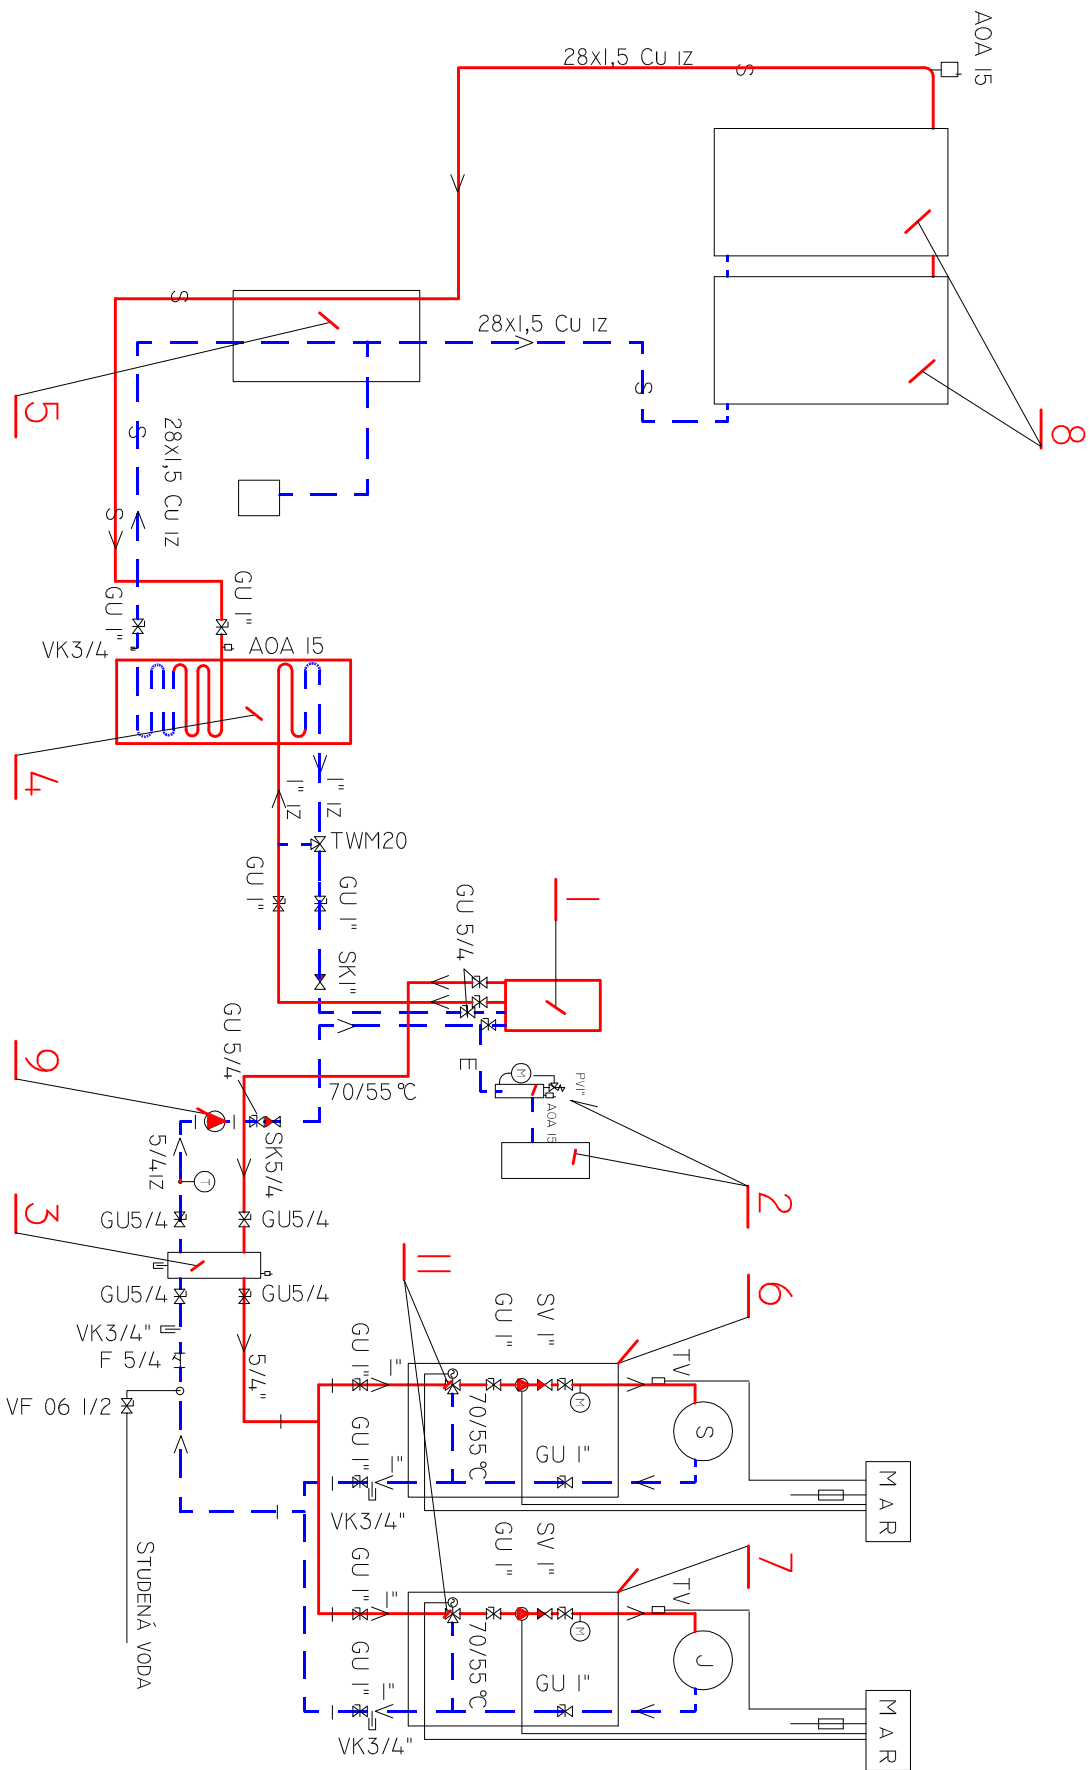 AOA 15
28x1,5 Cu IZ
S
8
S
28x1,5 Cu IZ
S
5
S
28x1,5 Cu IZ
S
GU 1"
GU 1"
VK3/4
AOA 15
4
1" IZ
1" IZ
TWM20
GU 1"
GU 1"
GU 5/4
1
SK1"
GU 5/4
9
70/55°C
E
M
PV1"
AOA 15
2
SK5/4
5/4IZ
T
3
GU5/4
GU5/4
GU5/4
GU5/4
VK3/4"
F 5/4
VF 06 1/2
5/4"
STUDENÁ VODA
11
6
GU 1"
SV 1"
TV
GU 1"
1"
70/55°C
M
S
GU 1"
1"
GU 1"
VK3/4"
MAR
7
GU 1"
SV 1"
TV
GU 1"
1"
70/55°C
M
J
GU 1"
1"
GU 1"
VK3/4"
MAR